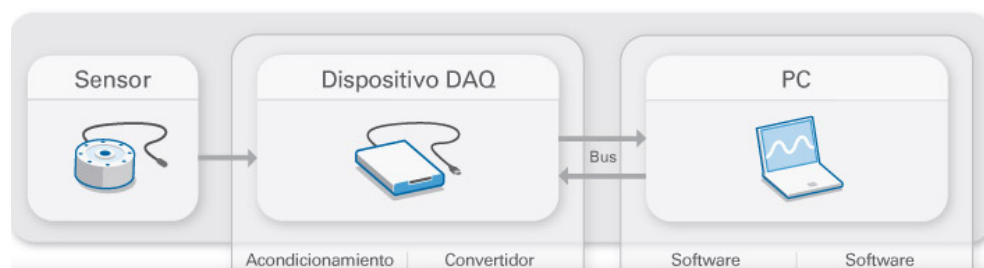 Sensor
Dispositivo DAQ
PC
Bus
Acondicionamiento
Convertidor
Software
Software